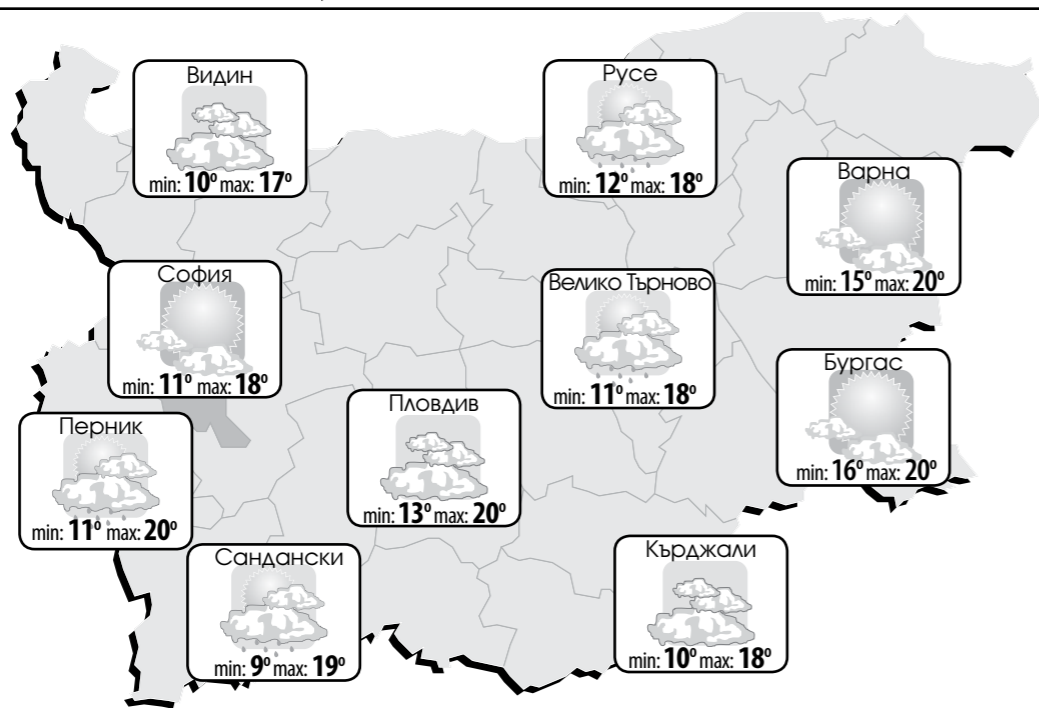 Видин
min: 10° max: 17°
Русе
min: 12° max: 18°
Варна
min: 15° max: 20°
София
min: 11° max: 18°
Велико Търново
min: 11° max: 18°
Бургас
min: 16° max: 20°
Пловдив
min: 13° max: 20°
Перник
min: 11° max: 20°
Сандански
min: 9° max: 19°
Кърджали
min: 10° max: 18°